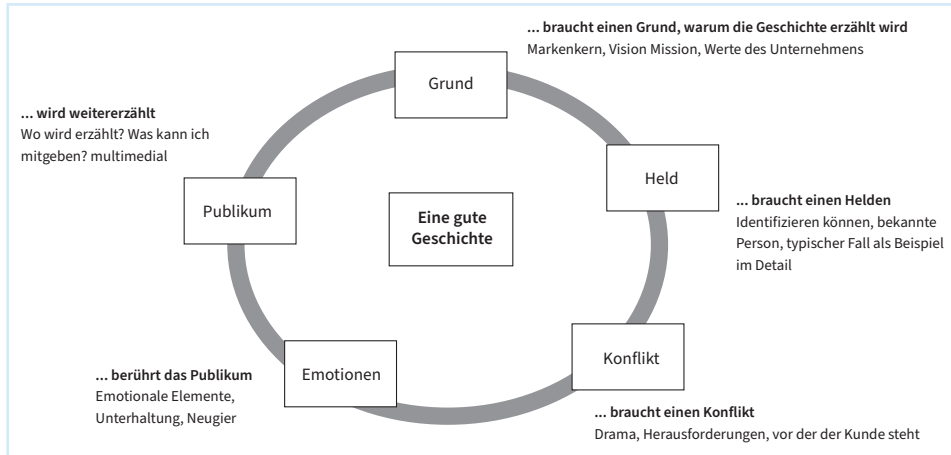 ... braucht einen Grund, warum die Geschichte erzählt wird
Markenkern, Vision Mission, Werte des Unternehmens
Grund
... wird weitererzählt
Wo wird erzählt? Was kann ich
mitgeben? multimedial
Held
Publikum
Eine gute
Geschichte
... braucht einen Helden
Identifizieren können, bekannte
Person, typischer Fall als Beispiel
im Detail
Konflikt
Emotionen
... berührt das Publikum
Emotionale Elemente,
Unterhaltung, Neugier
... braucht einen Konflikt
Drama, Herausforderungen, vor der der Kunde steht